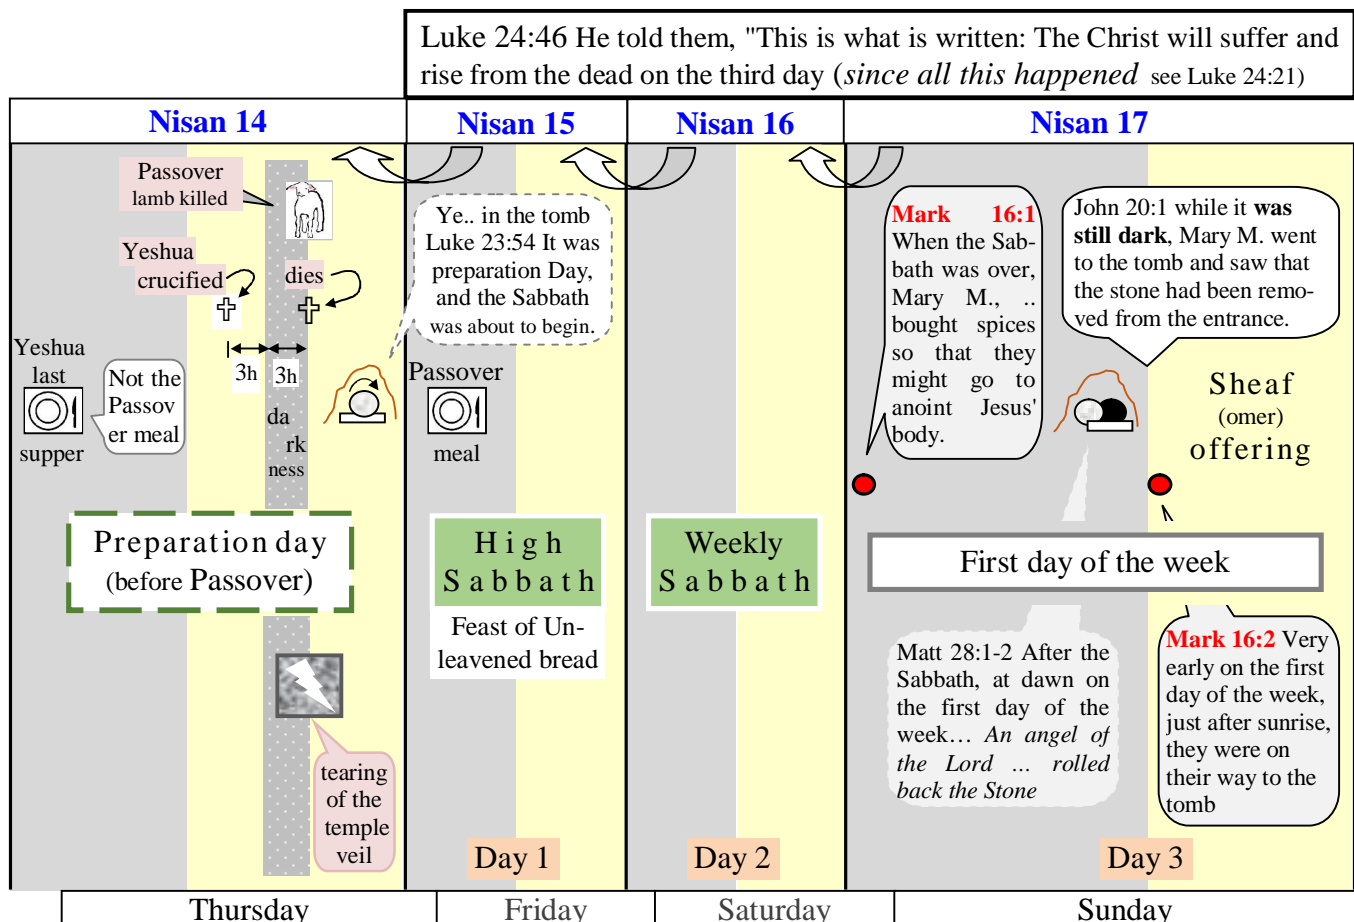 Luke 24:46 He told them, "This is what is written: The Christ will suffer and
rise from the dead on the third day (since all this happened see Luke 24:21)
Nisan 14
Nisan 15
Nisan 16
Nisan 17
Passover
lamb killed
Yeshua
crucified
dies
3h
3h
da
rk
ness
Yeshua
last
supper
Not the
Passov
er meal
Ye.. in the tomb
Luke 23:54 It was
preparation Day,
and the Sabbath
was about to begin.
Passover
meal
Mark 16:1
When the Sab-
bath was over,
Mary M., ..
bought spices
so that they
might go to
anoint Jesus'
body.
John 20:1 while it was
still dark, Mary M. went
to the tomb and saw that
the stone had been remo-
ved from the entrance.
Sheaf
(omer)
offering
Preparation day
(before Passover)
High
Sabbath
Feast of Un-
leavened bread
Weekly
Sabbath
First day of the week
Matt 28:1-2 After the
Sabbath, at dawn on
the first day of the
week… An angel of
the Lord ... rolled
back the Stone
Mark 16:2 Very
early on the first
day of the week,
just after sunrise,
they were on
their way to the
tomb
tearing
of the
temple
veil
Day 1
Day 2
Day 3
Thursday
Friday
Saturday
Sunday